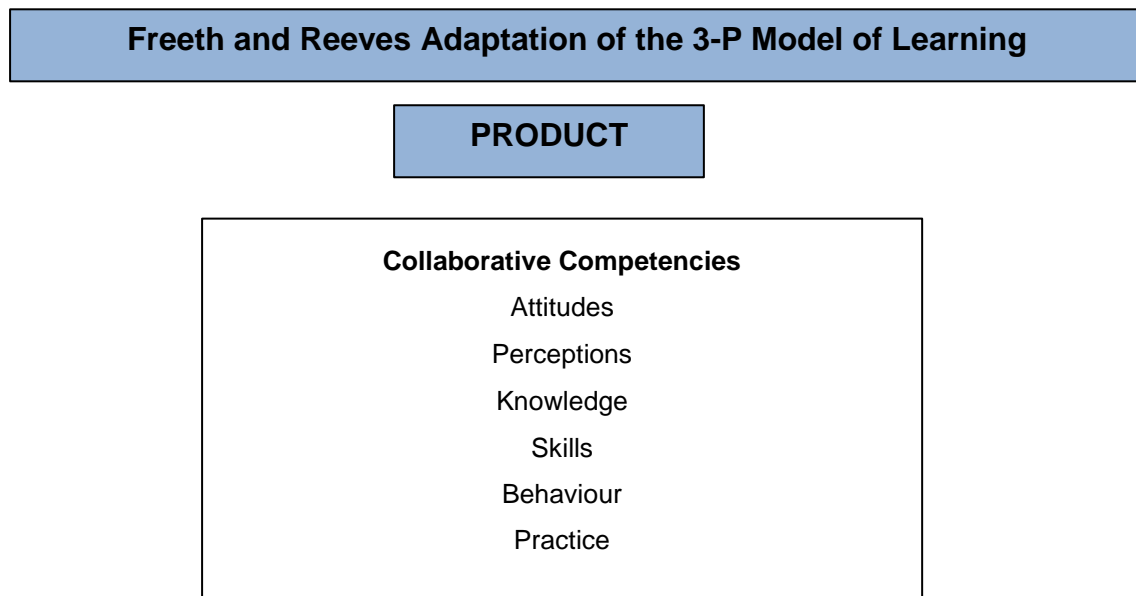 Freeth and Reeves Adaptation of the 3-P Model of Learning
PRODUCT
Collaborative Competencies
Attitudes
Perceptions
Knowledge
Skills
Behaviour
Practice